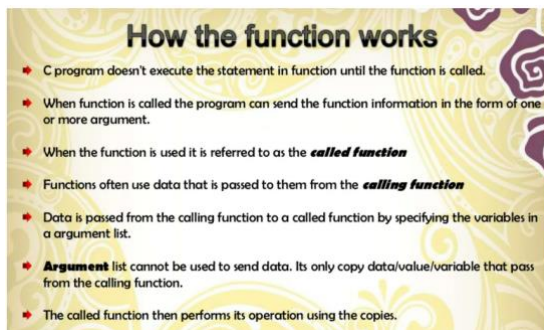 How the function works
C program doesn't execute the statement in function until the function is called.
When function is called the program can send the function information in the form of one
or more argument.
When the function is used it is referred to as the called function
Functions often use data that is passed to them from the calling function
Data is passed from the calling function to a called function by specifying the variables in
a argument list.
Argument list cannot be used to send data. Its only copy data/value/variable that pass
from the calling function.
The called function then performs its operation using the copies.